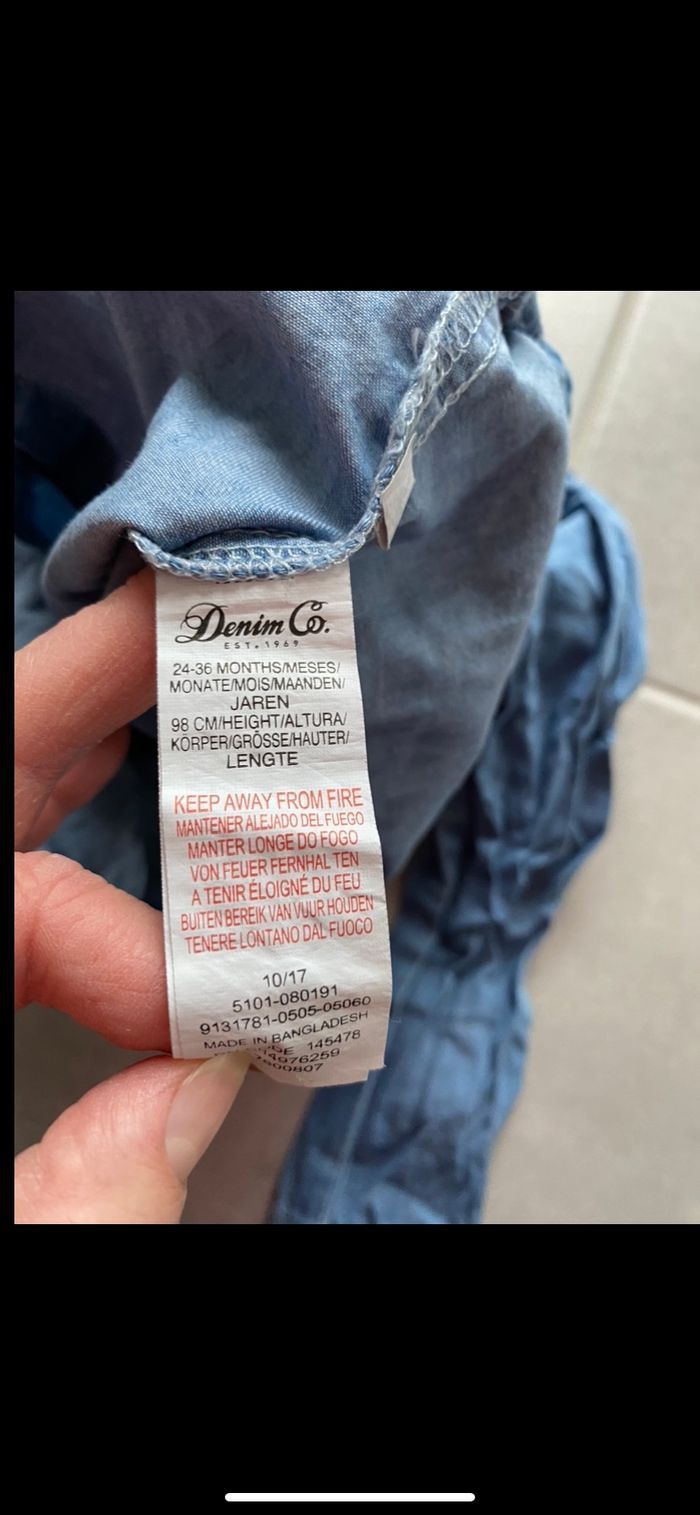 Denim Co.
EST. 1969
24-36 MONTHS/MESES/
MONATE/MOIS/MAANDEN/
JAREN
98 CM/HEIGHT/ALTURA/
KÖRPER/GRÖSSE/HAUTER/
LENGTE
KEEP AWAY FROM FIRE
MANTENER ALEJADO DEL FUEGO
MANTER LONGE DO FOGO
VON FEUER FERNHAL TEN
A TENIR ÉLOIGNÉ DU FEU
BUITEN BEREIK VAN VUUR HOUDEN
TENERE LONTANO DAL FUOCO
10/17
5101-080191
9131781-0505-05060
MADE IN BANGLADESH
145478